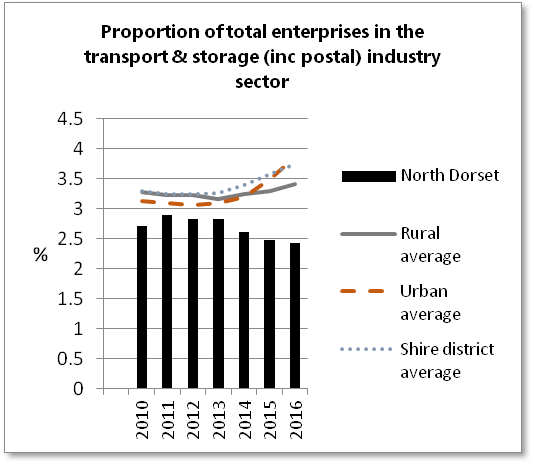 Proportion of total enterprises in the
transport & storage (inc postal) industry
sector
4.5
4
3.5
3
2.5
2
1.5
1
0.5
0
%
2010
2011
2012
2013
2014
2015
2016
North Dorset
Rural
average
Urban
average
Shire district
average